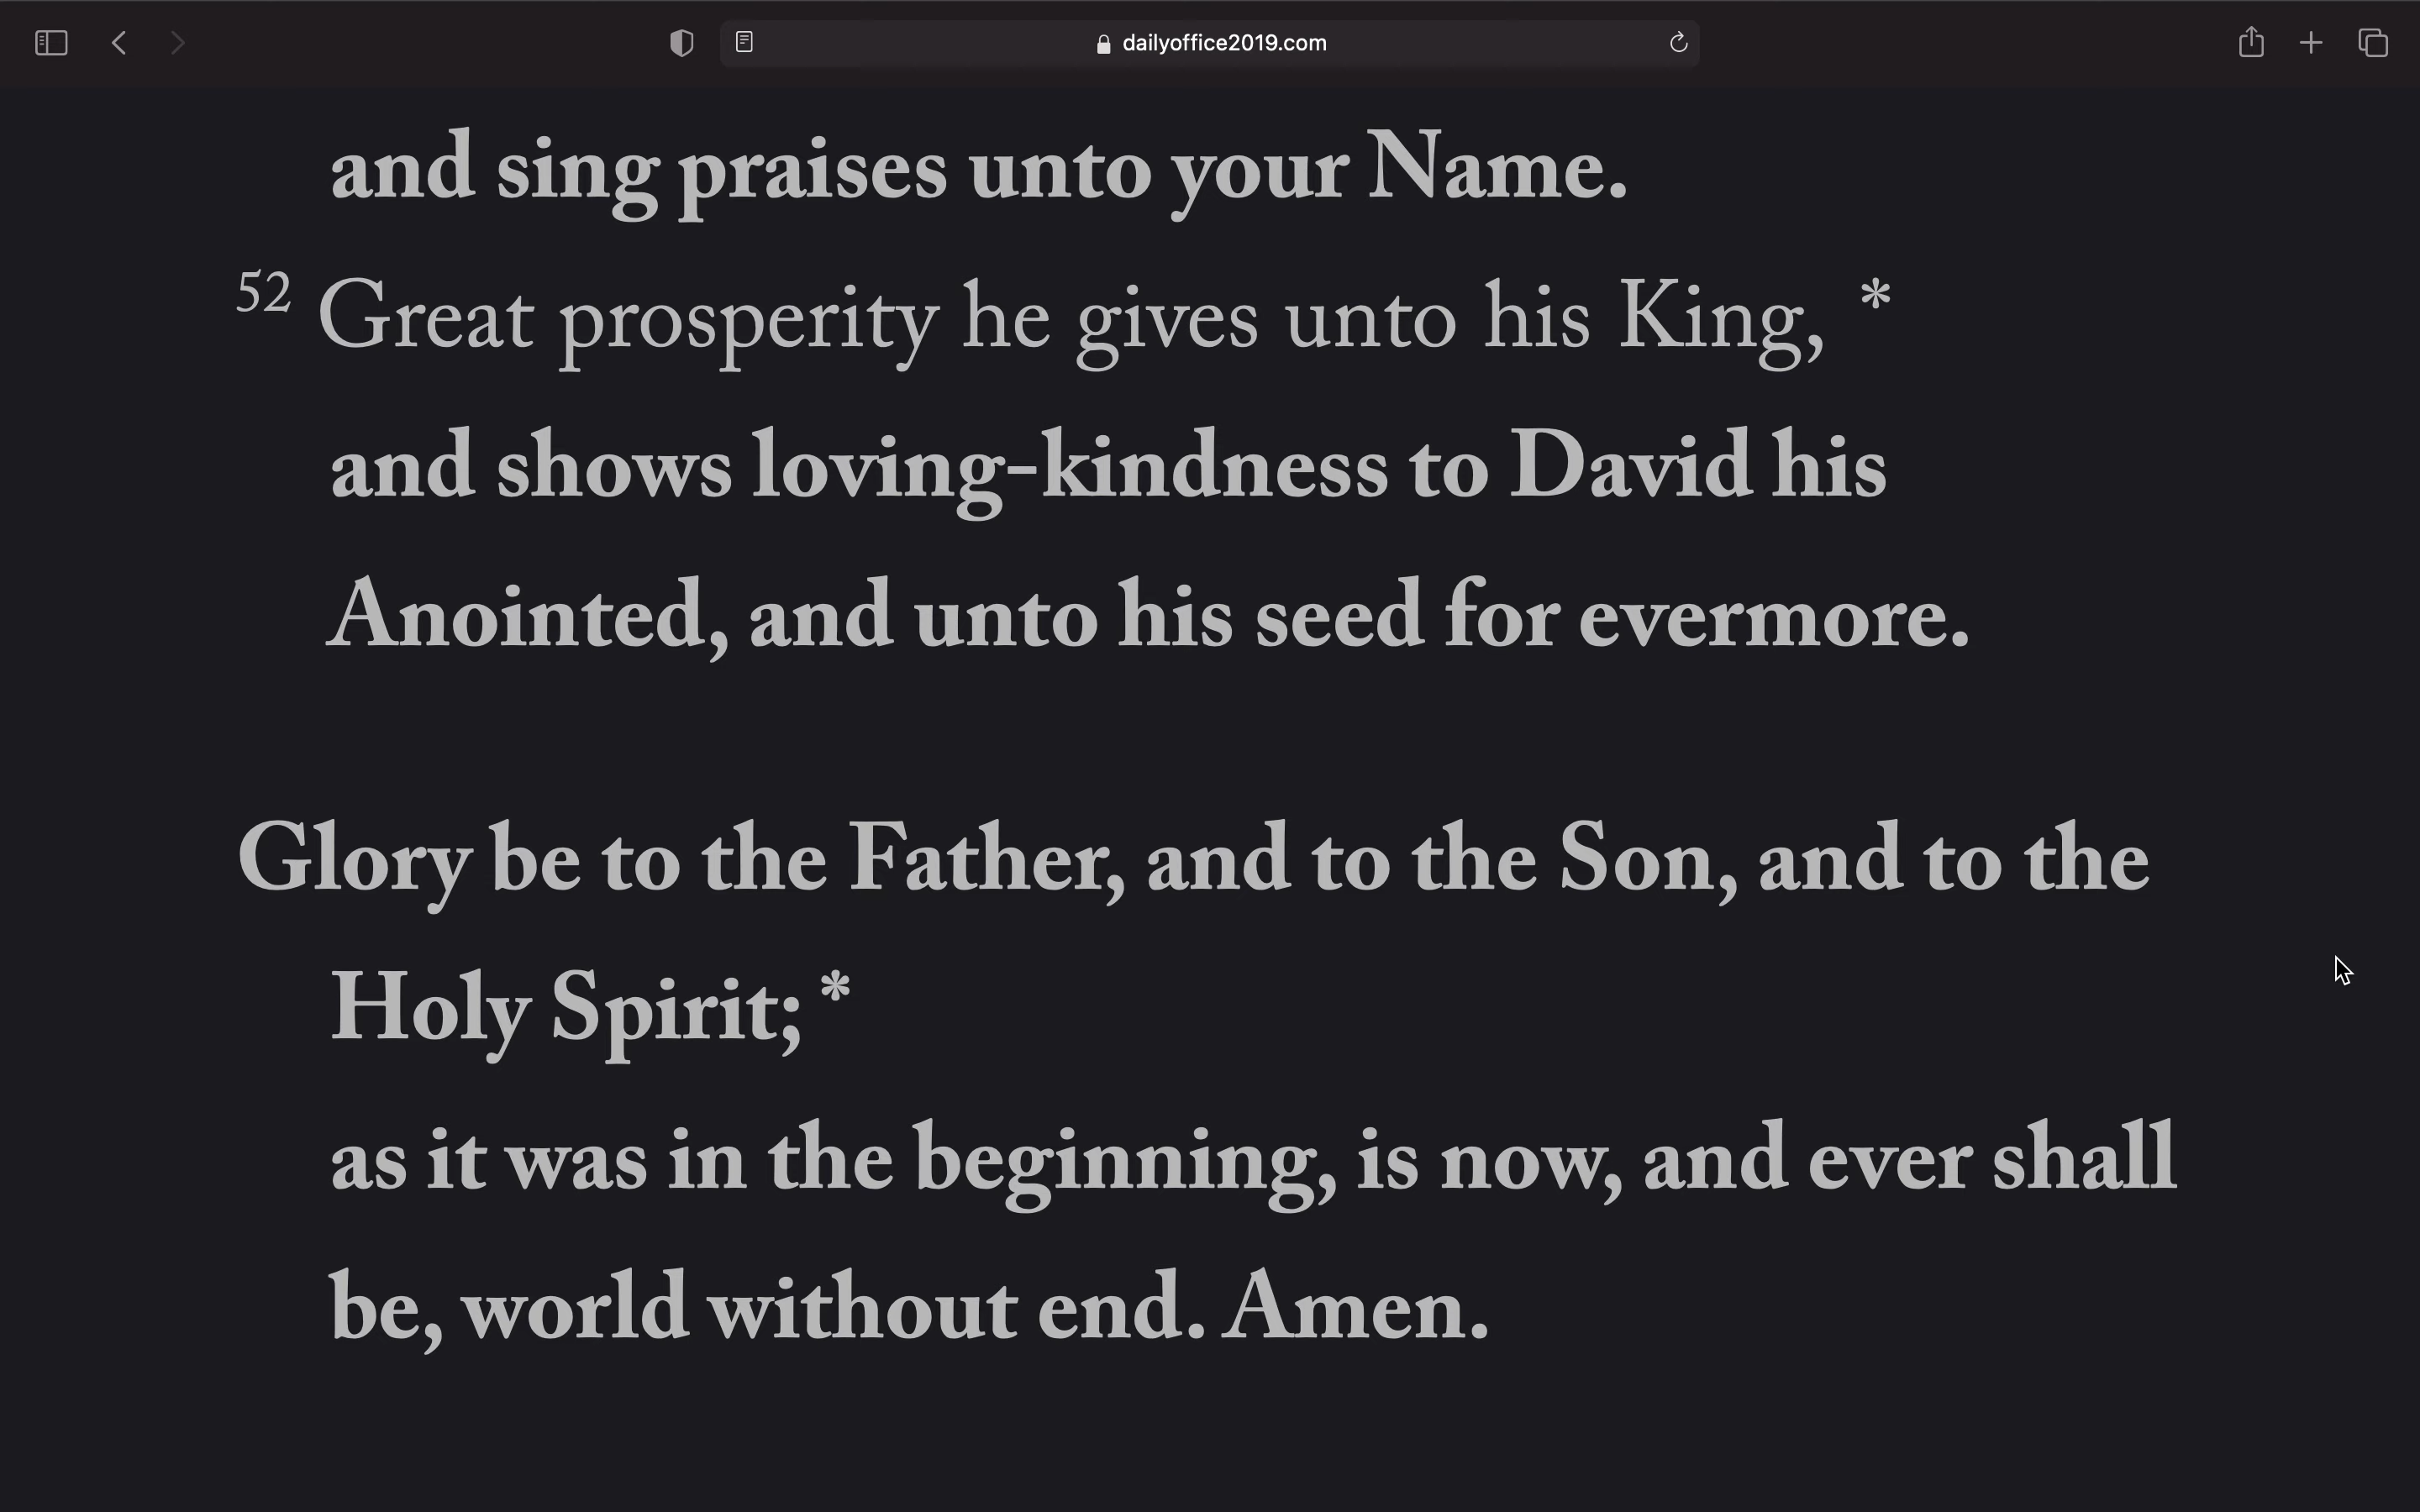 dailyoffice2019.com
and sing praises unto your Name.
52 Great prosperity he gives unto his King, *
and shows loving-kindness to David his
Anointed, and unto his seed for evermore.
Glory be to the Father, and to the Son, and to the
Holy Spirit; *
as it was in the beginning, is now, and ever shall
be, world without end. Amen.